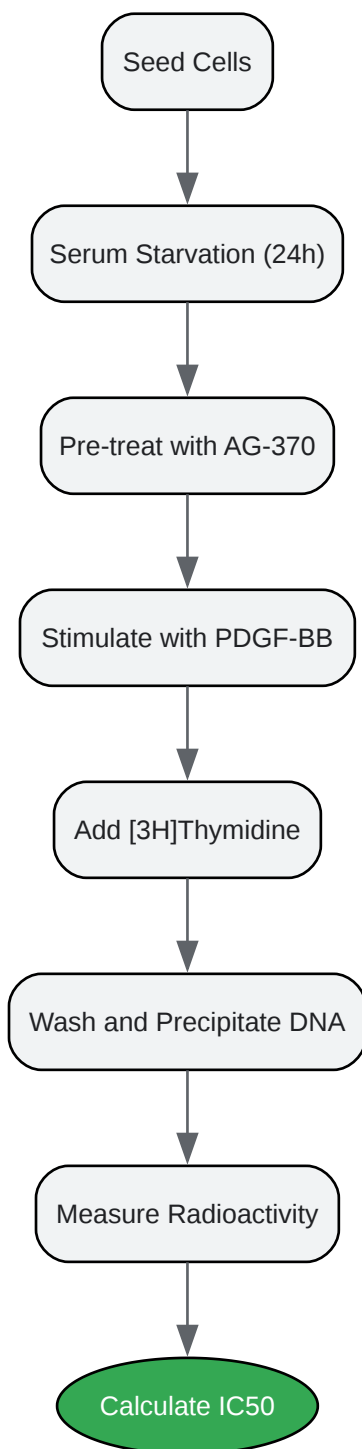 Seed Cells
Serum Starvation (24h)
Pre-treat with AG-370
Stimulate with PDGF-BB
Add [3H]Thymidine
Wash and Precipitate DNA
Measure Radioactivity
Calculate IC50